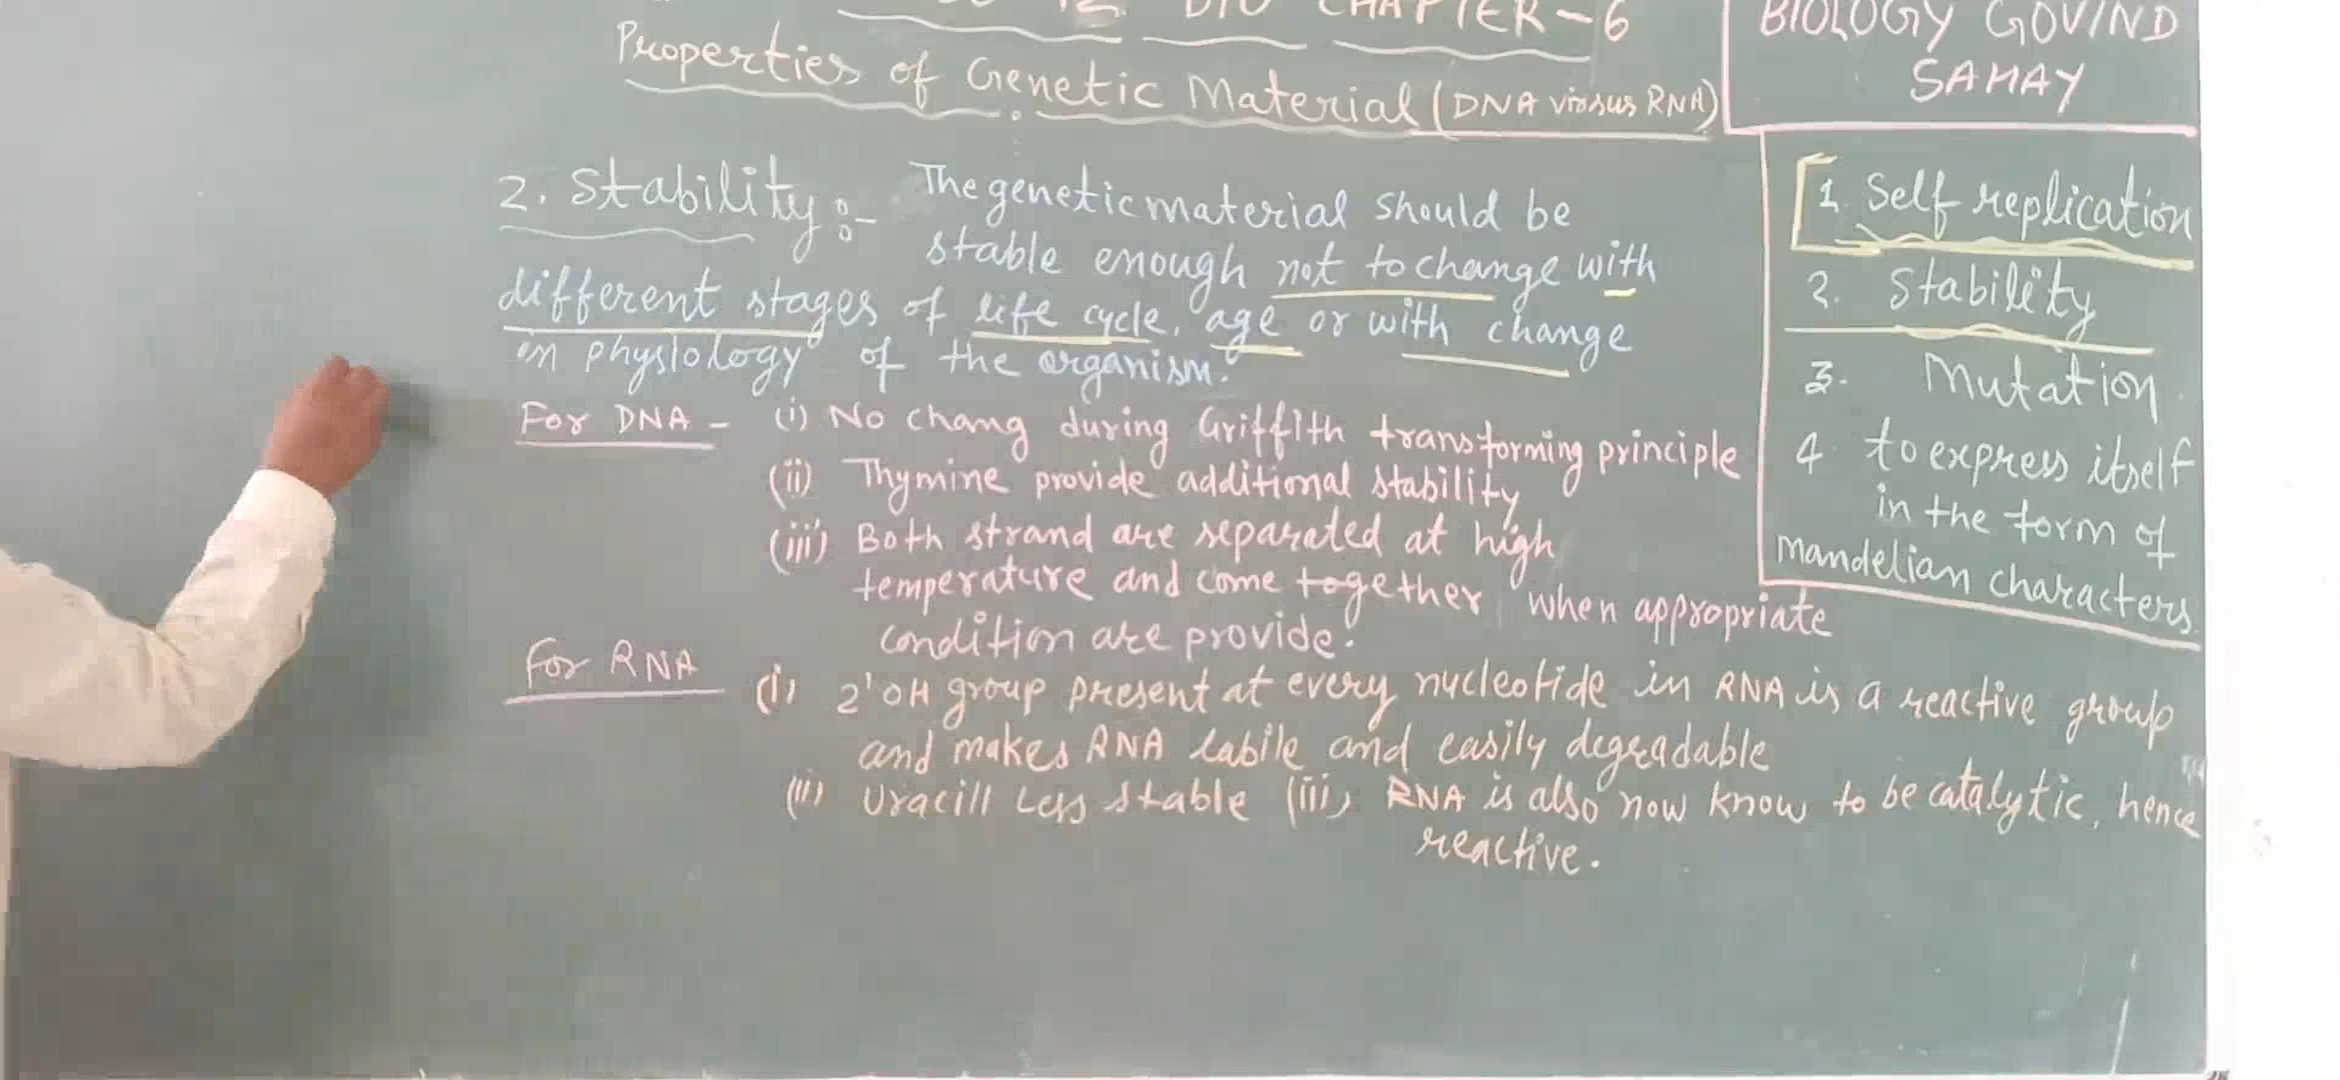 12 BIO CHAPTER-6
Properties of Genetic Material (DNA virsus RNA)
2. Stability :- The genetic material should be
stable enough not to change with
different stages of life cycle, age or with change
in physiology of the organism.
For DNA - (i) No chang during Griffith transforming principle
(ii) Thymine provide additional stability
(iii) Both strand are separated at high
temperature and come together when appropriate
condition are provide.
For RNA (i) 2'OH group present at every nucleotide in RNA is a reactive group
and makes RNA labile and easily degradable
(ii) Uracill Less stable (iii) RNA is also now know to be catalytic, hence
reactive.
BIOLOGY GOVIND
SAHAY
1. Self replication
2. Stability
3. Mutation
4. to express itself
in the form of
mandelian characters.